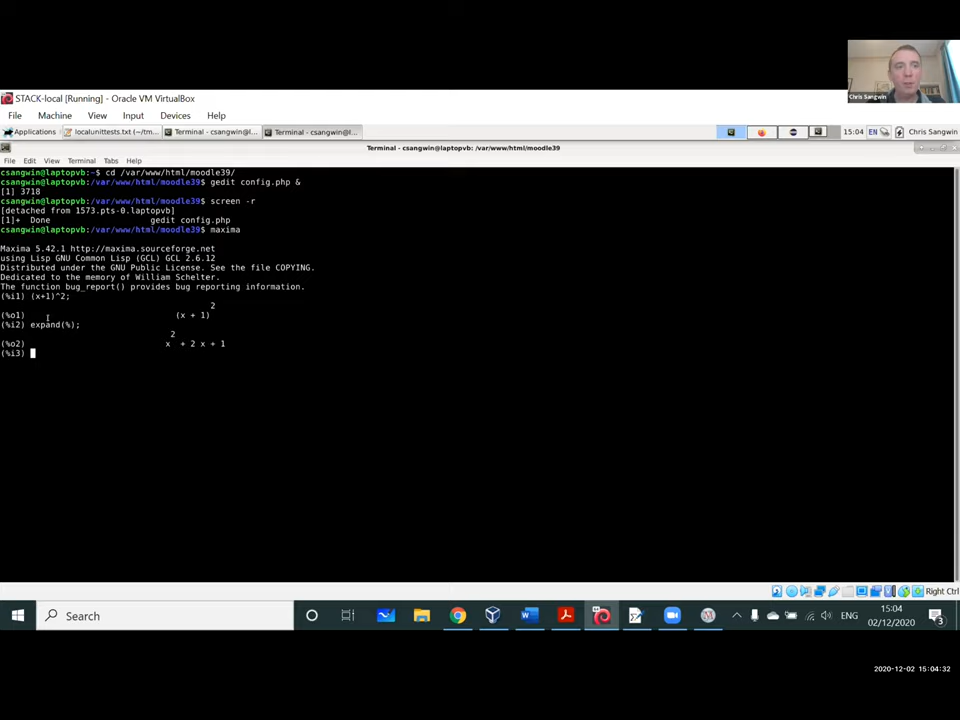 Chris Sangwin
STACK-local [Running] - Oracle VM VirtualBox
File Machine View Input Devices Help
Applications localunittests.txt (~/tm... Terminal - csangwin@l... Terminal - csangwin@l... 15:04 EN Chris Sangwin
Terminal - csangwin@laptopvb: /var/www/html/moodle39
File Edit View Terminal Tabs Help
csangwin@laptopvb:~$ cd /var/www/html/moodle39/
csangwin@laptopvb:/var/www/html/moodle39$ gedit config.php &
[1] 3718
csangwin@laptopvb:/var/www/html/moodle39$ screen -r
[detached from 1573.pts-0.laptopvb]
[1]+ Done gedit config.php
csangwin@laptopvb:/var/www/html/moodle39$ maxima
Maxima 5.42.1 http://maxima.sourceforge.net
using Lisp GNU Common Lisp (GCL) GCL 2.6.12
Distributed under the GNU Public License. See the file COPYING.
Dedicated to the memory of William Schelter.
The function bug_report() provides bug reporting information.
(%i1) (x+1)^2;
2
(%o1) (x + 1)
(%i2) expand(%);
2
(%o2) x + 2 x + 1
(%i3)
Right Ctrl
Search
ENG
15:04
02/12/2020
3
2020-12-02 15:04:32